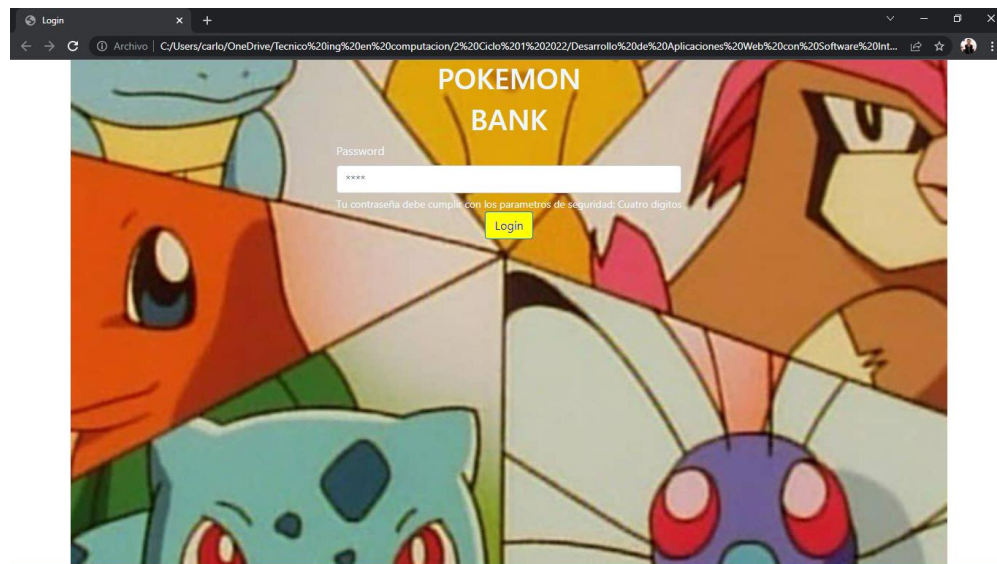 Login
Archivo | C:/Users/carlo/OneDrive/Tecnico%20ing%20en%20computacion/2%20Ciclo%201%202022/Desarrollo%20de%20Aplicaciones%20Web%20con%20Software%20Int...
POKEMON
BANK
Password
****
Tu contraseña debe cumplir con los parametros de seguridad: Cuatro digitos
Login